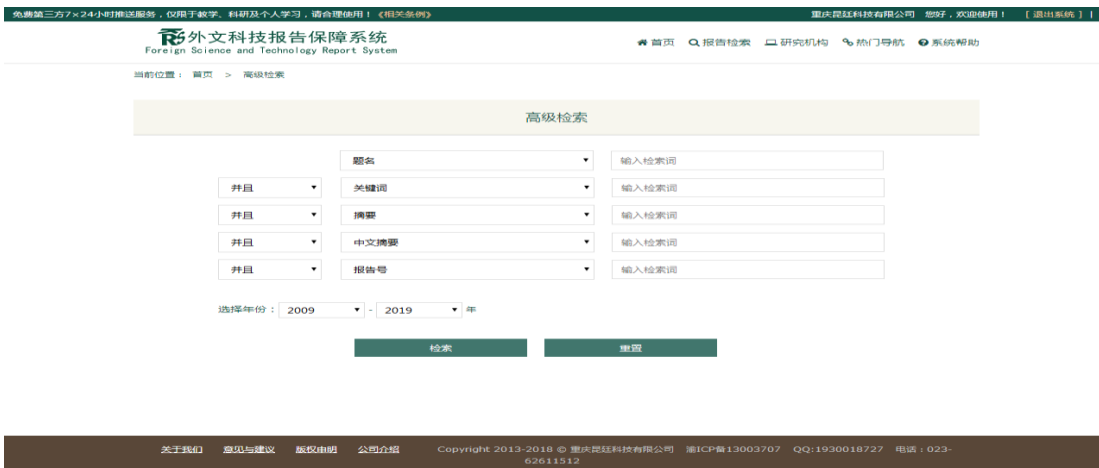 免费第三方7×24小时推送服务，仅限于教学、科研及个人学习，请合理使用！《相关条例》 重庆昆廷科技有限公司 您好，欢迎使用！ [ 退出系统 ] |
外文科技报告保障系统
Foreign Science and Technology Report System
首页 报告检索 研究机构 热门导航 系统帮助
当前位置： 首页 > 高级检索
高级检索
题名 输入检索词
并且 关键词 输入检索词
并且 摘要 输入检索词
并且 中文摘要 输入检索词
并且 报告号 输入检索词
选择年份： 2009 - 2019 年
检索 重置
关于我们 意见与建议 版权申明 公司介绍 Copyright 2013-2018 © 重庆昆廷科技有限公司 渝ICP备13003707 QQ:1930018727 电话：023-
62611512